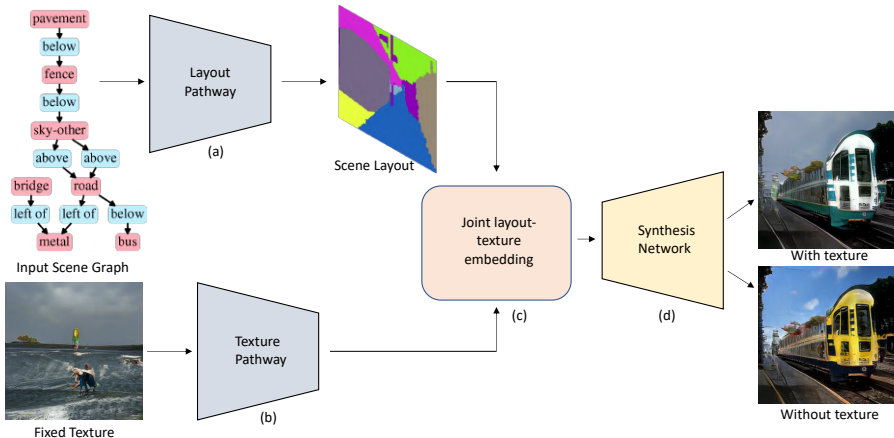 pavement
below
fence
below
sky-other
above above
bridge road
left of left of below
metal bus
Input Scene Graph
Layout
Pathway
(a)
Scene Layout
Fixed Texture
Texture
Pathway
(b)
Joint layout-
texture
embedding
(c)
Synthesis
Network
(d)
With texture
Without texture